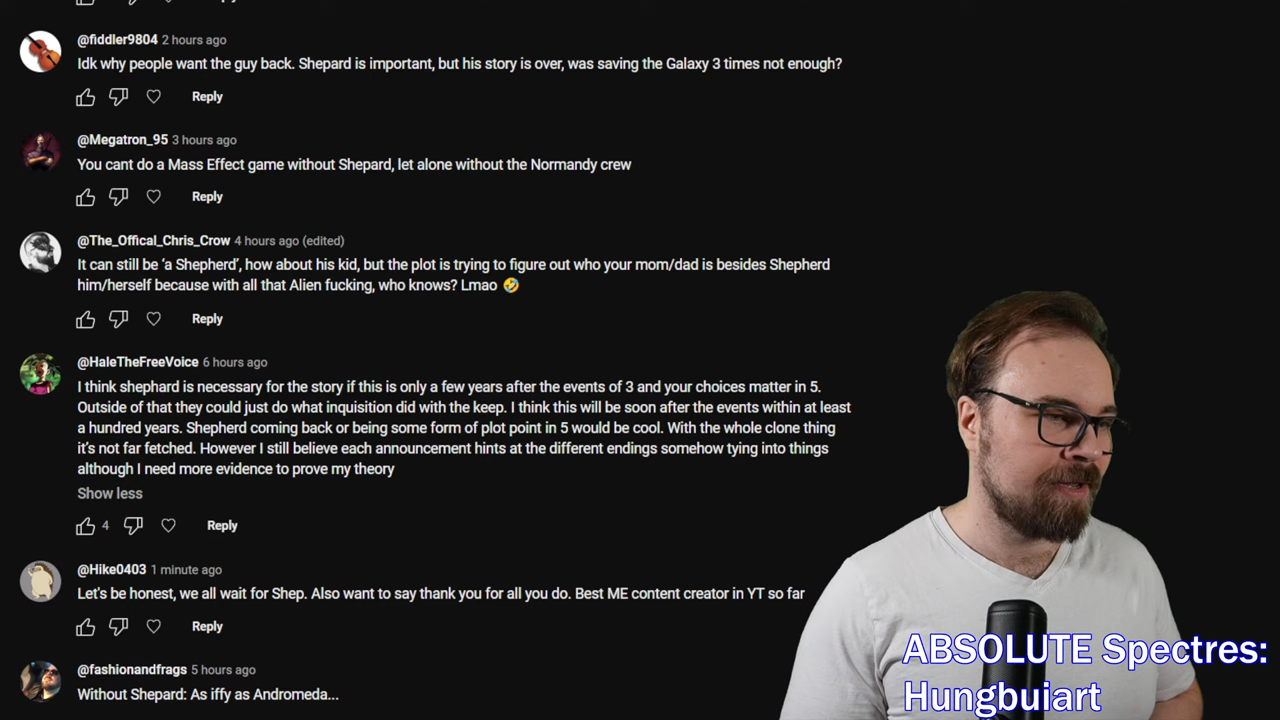 Reply
@fiddler9804 2 hours ago
Idk why people want the guy back. Shepard is important, but his story is over, was saving the Galaxy 3 times not enough?
Reply
@Megatron_95 3 hours ago
You cant do a Mass Effect game without Shepard, let alone without the Normandy crew
Reply
@The_Offical_Chris_Crow 4 hours ago (edited)
It can still be ‘a Shepherd’, how about his kid, but the plot is trying to figure out who your mom/dad is besides Shepherd
him/herself because with all that Alien fucking, who knows? Lmao 🤣
Reply
@HaleTheFreeVoice 6 hours ago
I think shephard is necessary for the story if this is only a few years after the events of 3 and your choices matter in 5.
Outside of that they could just do what inquisition did with the keep. I think this will be soon after the events within at least
a hundred years. Shepherd coming back or being some form of plot point in 5 would be cool. With the whole clone thing
it’s not far fetched. However I still believe each announcement hints at the different endings somehow tying into things
although I need more evidence to prove my theory
Show less
4 Reply
@Hike0403 1 minute ago
Let's be honest, we all wait for Shep. Also want to say thank you for all you do. Best ME content creator in YT so far
Reply
@fashionandfrags 5 hours ago
Without Shepard: As iffy as Andromeda...
ABSOLUTE Spectres:
Hungbuiart